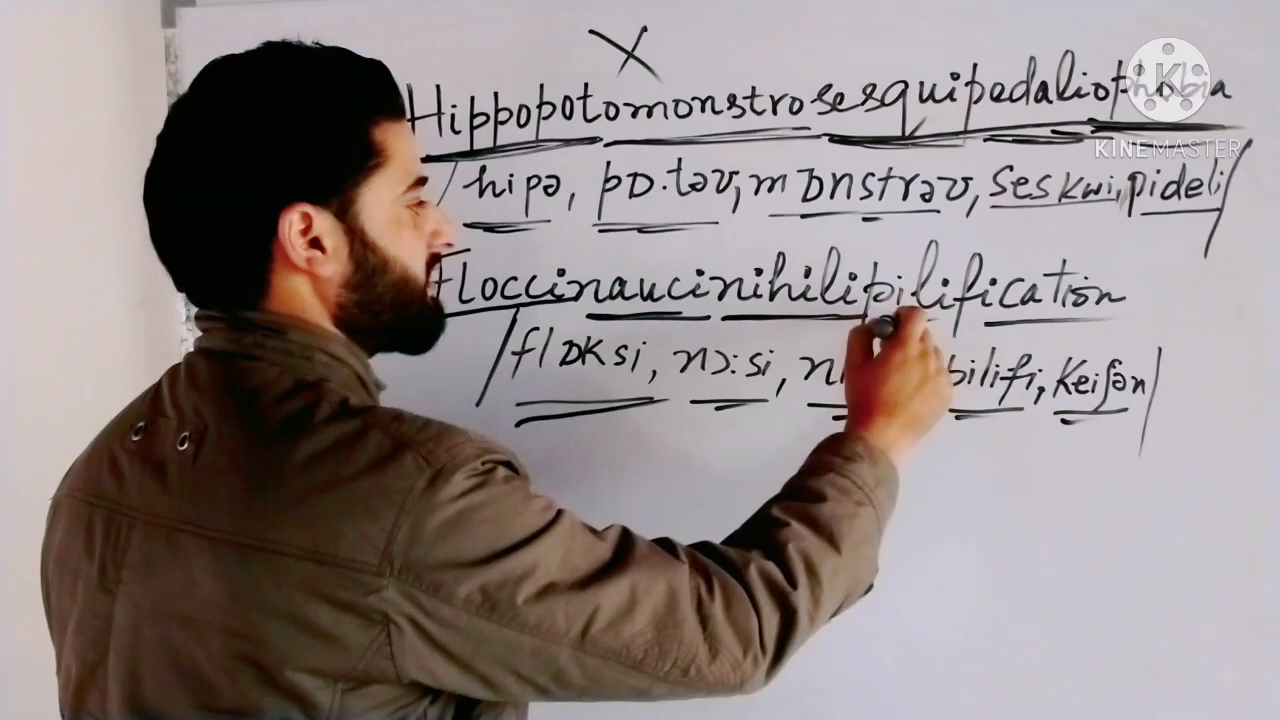 X
Hippopotomonstrosesquipedaliophobia
KINEMASTER
/hipə, pɒ.təʊ, mɒnstrəʊ, seskwi, pideli/
Floccinaucinihilipilification
/flɒksi, nɔ:si, bilifi, keiʃən/